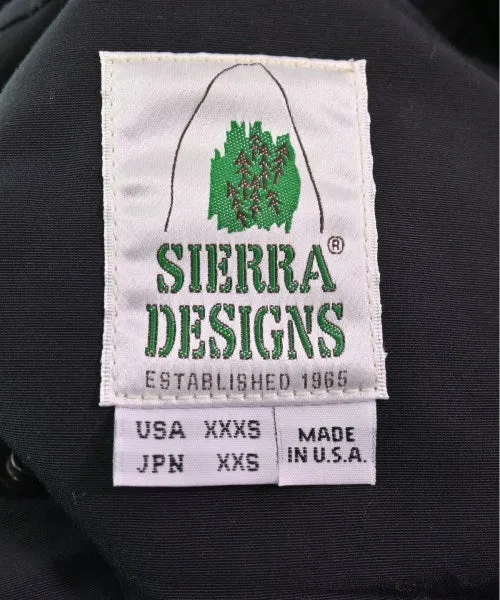 SIERRA®
DESIGNS
ESTABLISHED 1965
USA XXXS
JPN XXS
MADE
IN U.S.A.